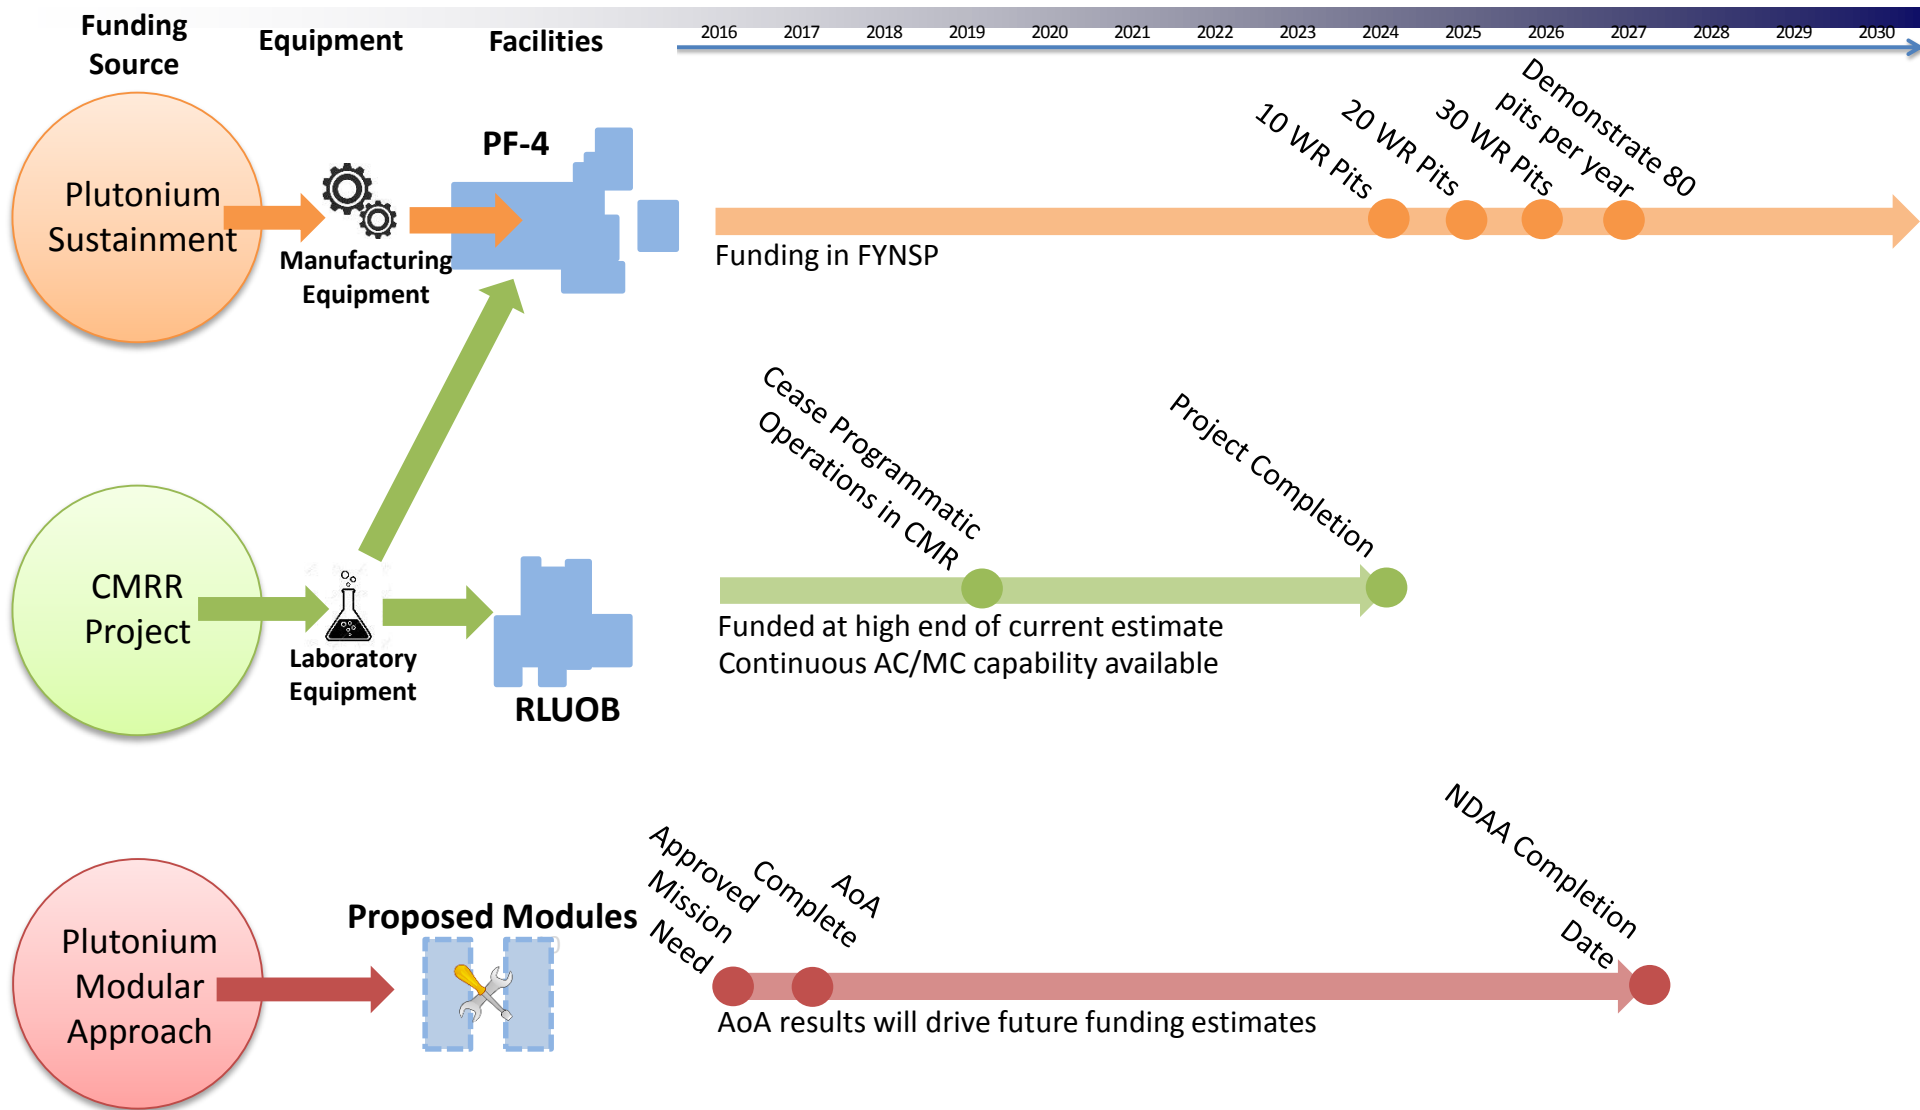 Funding
Source
Equipment
Facilities
2016 2017 2018 2019 2020 2021 2022 2023 2024 2025 2026 2027 2028 2029 2030
Plutonium
Sustainment
Manufacturing
Equipment
PF-4
10 WR Pits
20 WR Pits
30 WR Pits
Demonstrate 80
pits per year
Funding in FYNSP
CMRR
Project
Laboratory
Equipment
RLUOB
Cease Programmatic
Operations in CMR
Project Completion
Funded at high end of current estimate
Continuous AC/MC capability available
Plutonium
Modular
Approach
Proposed Modules
Approved
Mission
Need
AoA
Complete
NDAA Completion
Date
AoA results will drive future funding estimates